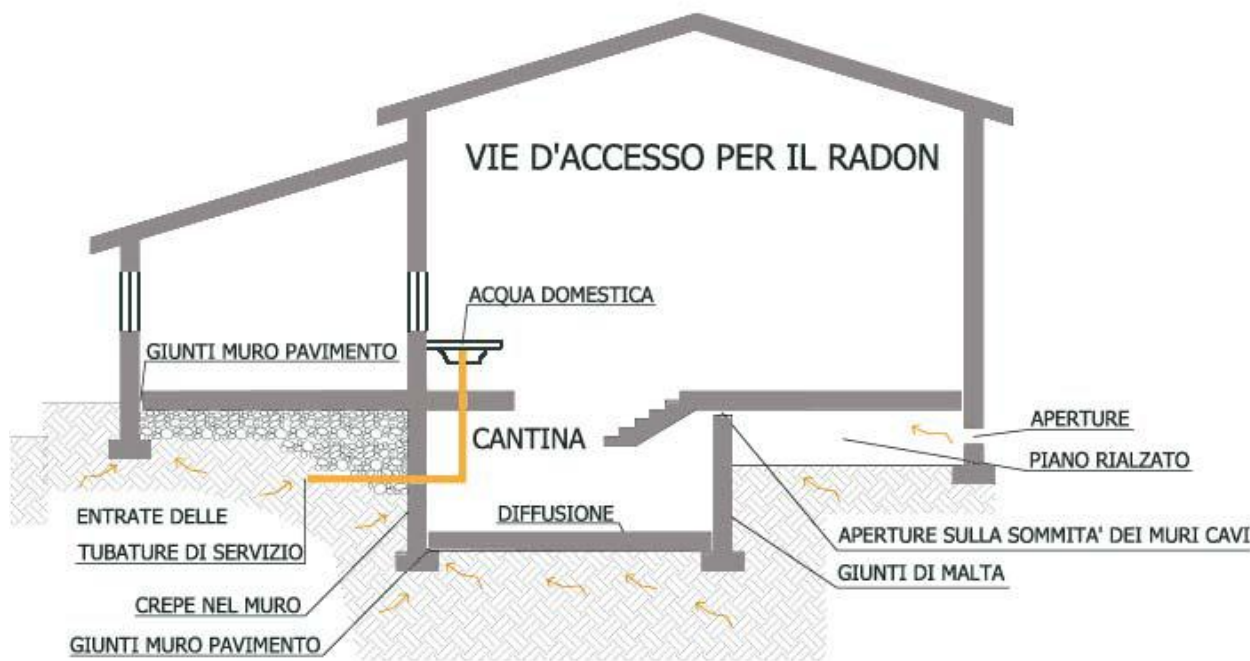 VIE D'ACCESSO PER IL RADON
ACQUA DOMESTICA
GIUNTI MURO PAVIMENTO
CANTINA
APERTURE
PIANO RIALZATO
ENTRATE DELLE
TUBATURE DI SERVIZIO
DIFFUSIONE
APERTURE SULLA SOMMITA' DEI MURI CAVI
GIUNTI DI MALTA
CREPE NEL MURO
GIUNTI MURO PAVIMENTO